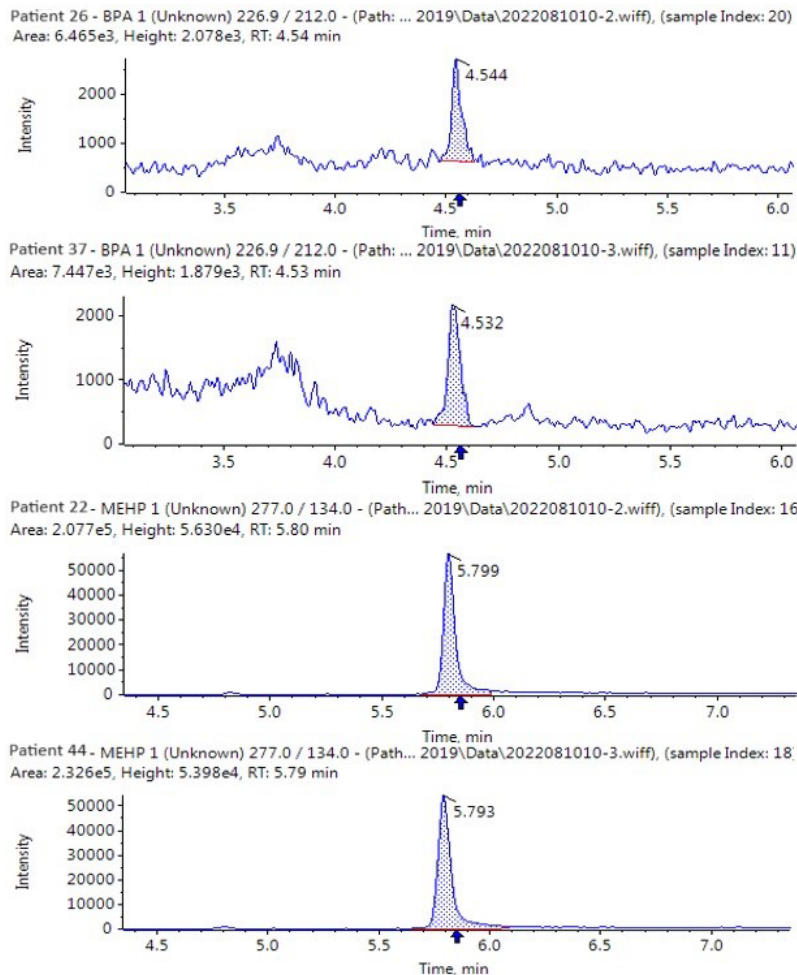 Patient 26 - BPA 1 (Unknown) 226.9 / 212.0 - (Path: ... 2019\Data\2022081010-2.wiff), (sample Index: 20)
Area: 6.465e3, Height: 2.078e3, RT: 4.54 min
4.544
2000
1000
0
Intensity
3.5 4.0 4.5 5.0 5.5 6.0
Time, min
Patient 37 - BPA 1 (Unknown) 226.9 / 212.0 - (Path: ... 2019\Data\2022081010-3.wiff), (sample Index: 11)
Area: 7.447e3, Height: 1.879e3, RT: 4.53 min
4.532
2000
1000
0
Intensity
3.5 4.0 4.5 5.0 5.5 6.0
Time, min
Patient 22 - MEHP 1 (Unknown) 277.0 / 134.0 - (Path... 2019\Data\2022081010-2.wiff), (sample Index: 16
Area: 2.077e5, Height: 5.630e4, RT: 5.80 min
5.799
50000
40000
30000
20000
10000
0
Intensity
4.5 5.0 5.5 6.0 6.5 7.0
Time, min
Patient 44 - MEHP 1 (Unknown) 277.0 / 134.0 - (Path... 2019\Data\2022081010-3.wiff), (sample Index: 18)
Area: 2.326e5, Height: 5.398e4, RT: 5.79 min
5.793
50000
40000
30000
20000
10000
0
Intensity
4.5 5.0 5.5 6.0 6.5 7.0
Time, min